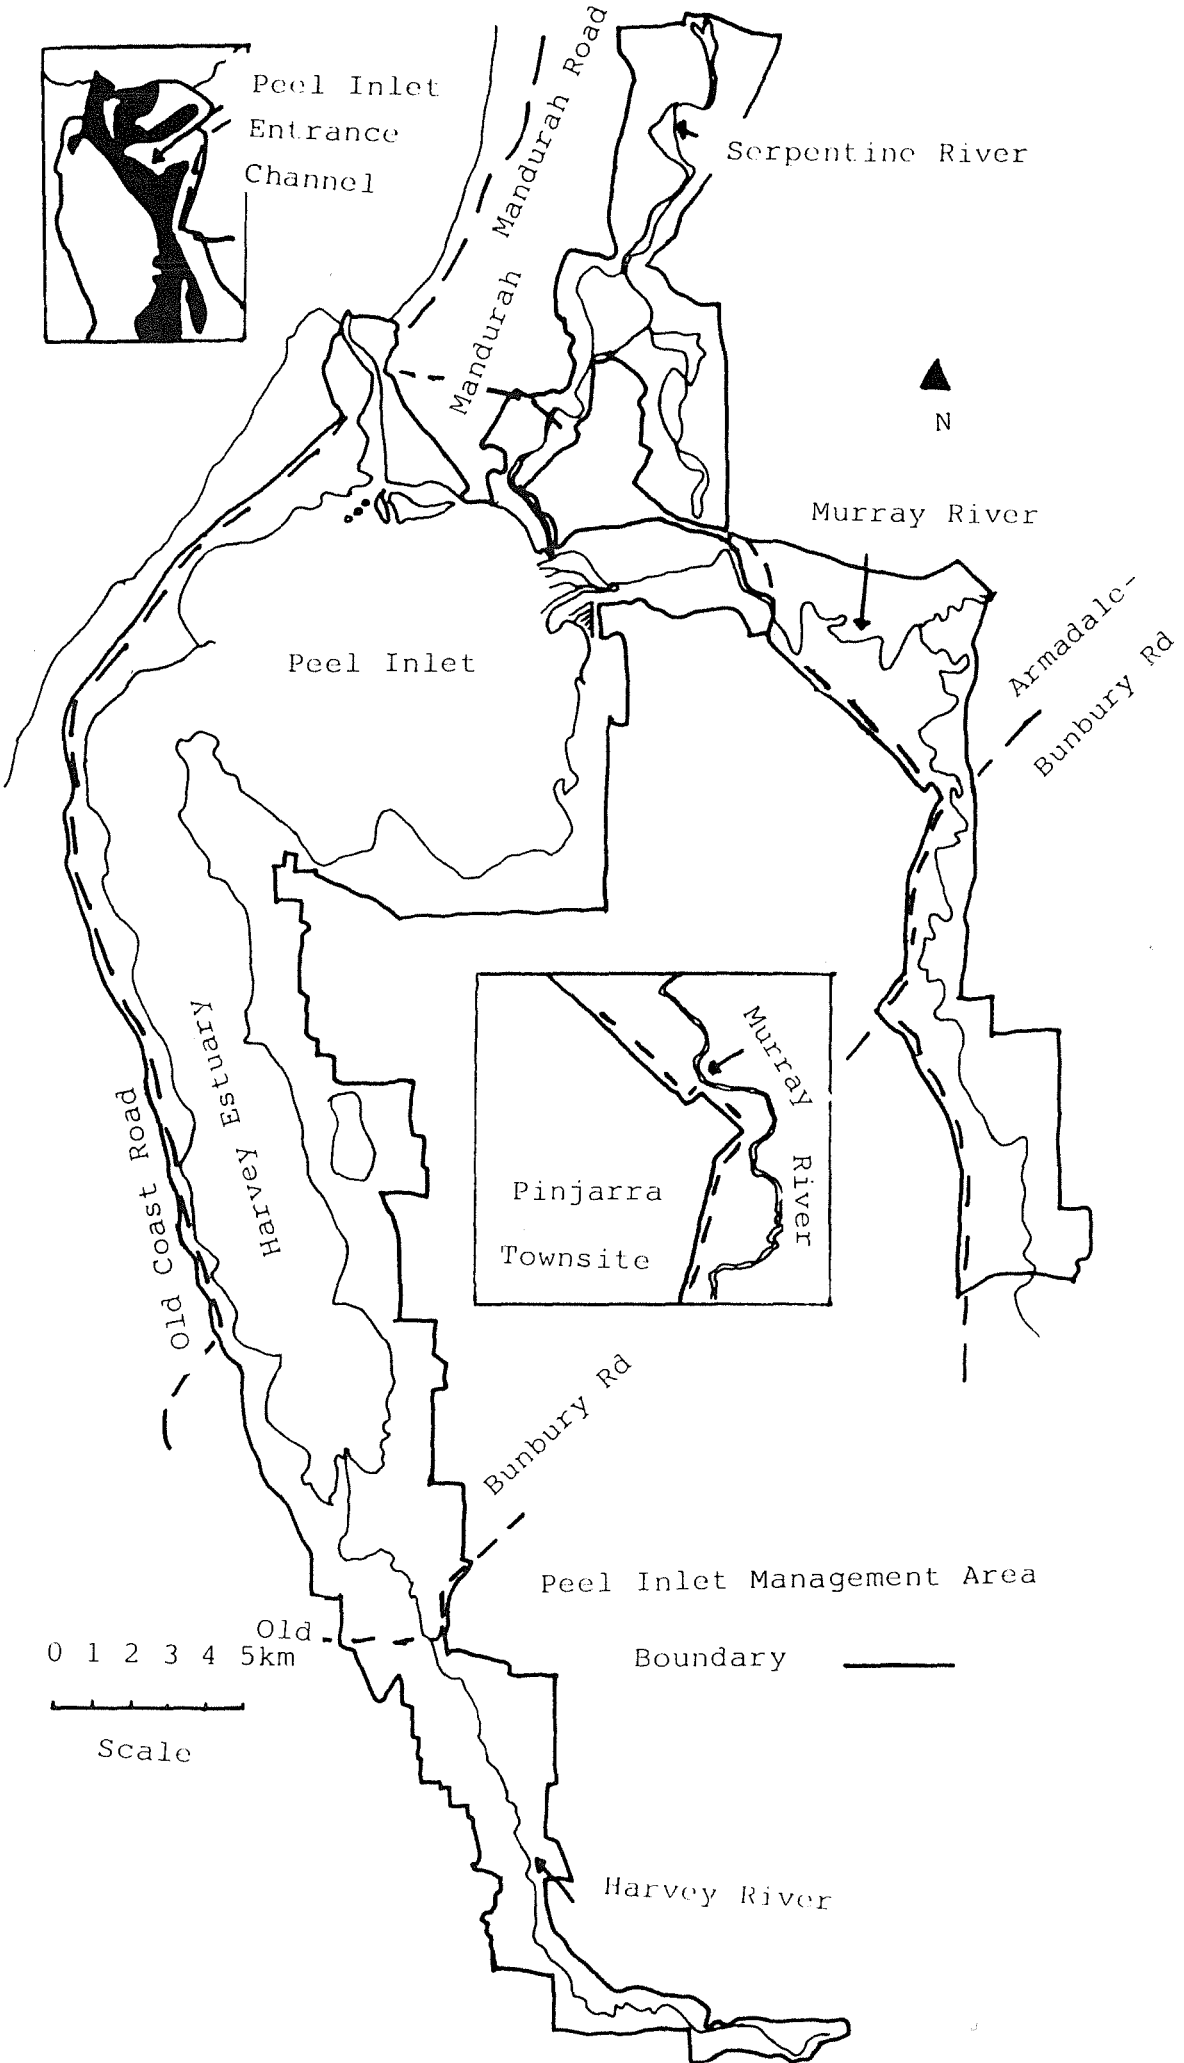 Peel Inlet
Entrance
Channel
Mandurah Road
Mandurah
Serpentine River
N
Murray River
Armadale-
Bunbury Rd
Peel Inlet
Harvey Estuary
Old Coast Road
Murray
River
Pinjarra
Townsite
Bunbury Rd
Old
Peel Inlet Management Area
Boundary
0 1 2 3 4 5km
Scale
Harvey River